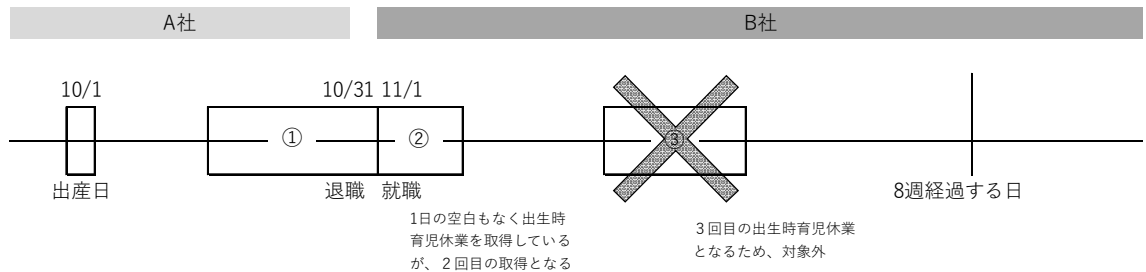 A社
B社
10/1
10/31 11/1
①
②
③
出産日
退職 就職
8週経過する日
1日の空白もなく出生時
育児休業を取得している
が、２回目の取得となる
３回目の出生時育児休業
となるため、対象外